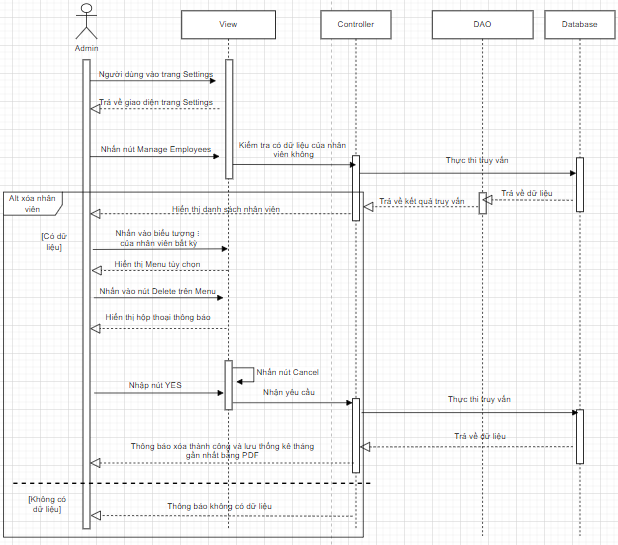 View
Controller
DAO
Database
Admin
Người dùng vào trang Settings
Trả về giao diện trang Settings
Nhấn nút Manage Employees
Kiểm tra có dữ liệu của nhân
viên không
Thực thi truy vấn
Trả về dữ liệu
Trả về kết quả truy vấn
Alt xóa nhân
viên
Hiển thị danh sách nhân viên
[Có dữ
liệu]
Nhấn vào biểu tượng ⋮
của nhân viên bất kỳ
Hiển thị Menu tùy chọn
Nhấn vào nút Delete trên Menu
Hiển thị hộp thoại thông báo
Nhấn nút Cancel
Nhập nút YES
Nhận yêu cầu
Thực thi truy vấn
Trả về dữ liệu
Thông báo xóa thành công và lưu thống kê tháng
gần nhất bằng PDF
[Không có
dữ liệu]
Thông báo không có dữ liệu